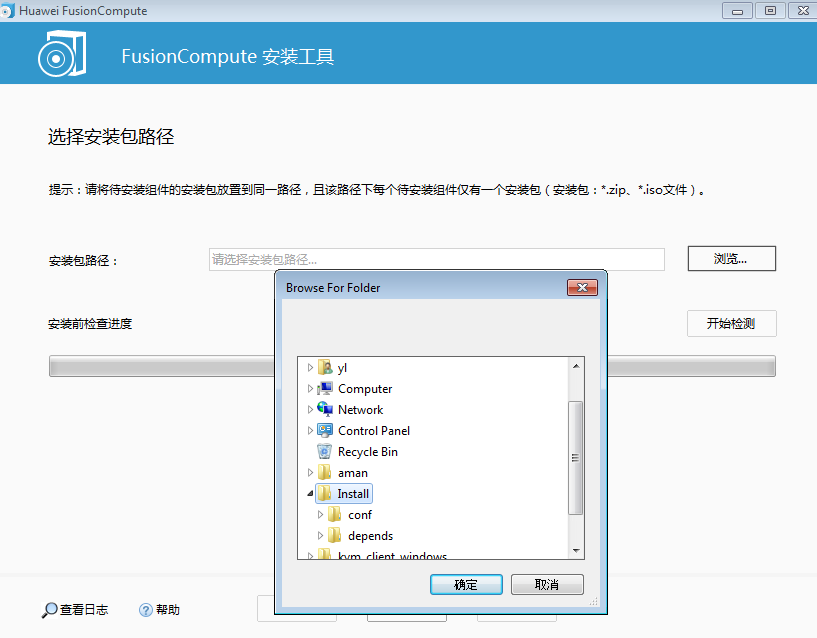 Huawei FusionCompute
FusionCompute 安装工具
选择安装包路径
提示：请将待安装组件的安装包放置到同一路径，且该路径下每个待安装组件仅有一个安装包（安装包：*.zip、*.iso文件）。
安装包路径：
请选择安装包路径...
浏览...
安装前检查进度
开始检测
Browse For Folder
yl
Computer
Network
Control Panel
Recycle Bin
aman
Install
conf
depends
kvm_client_windows
确定
取消
查看日志
帮助